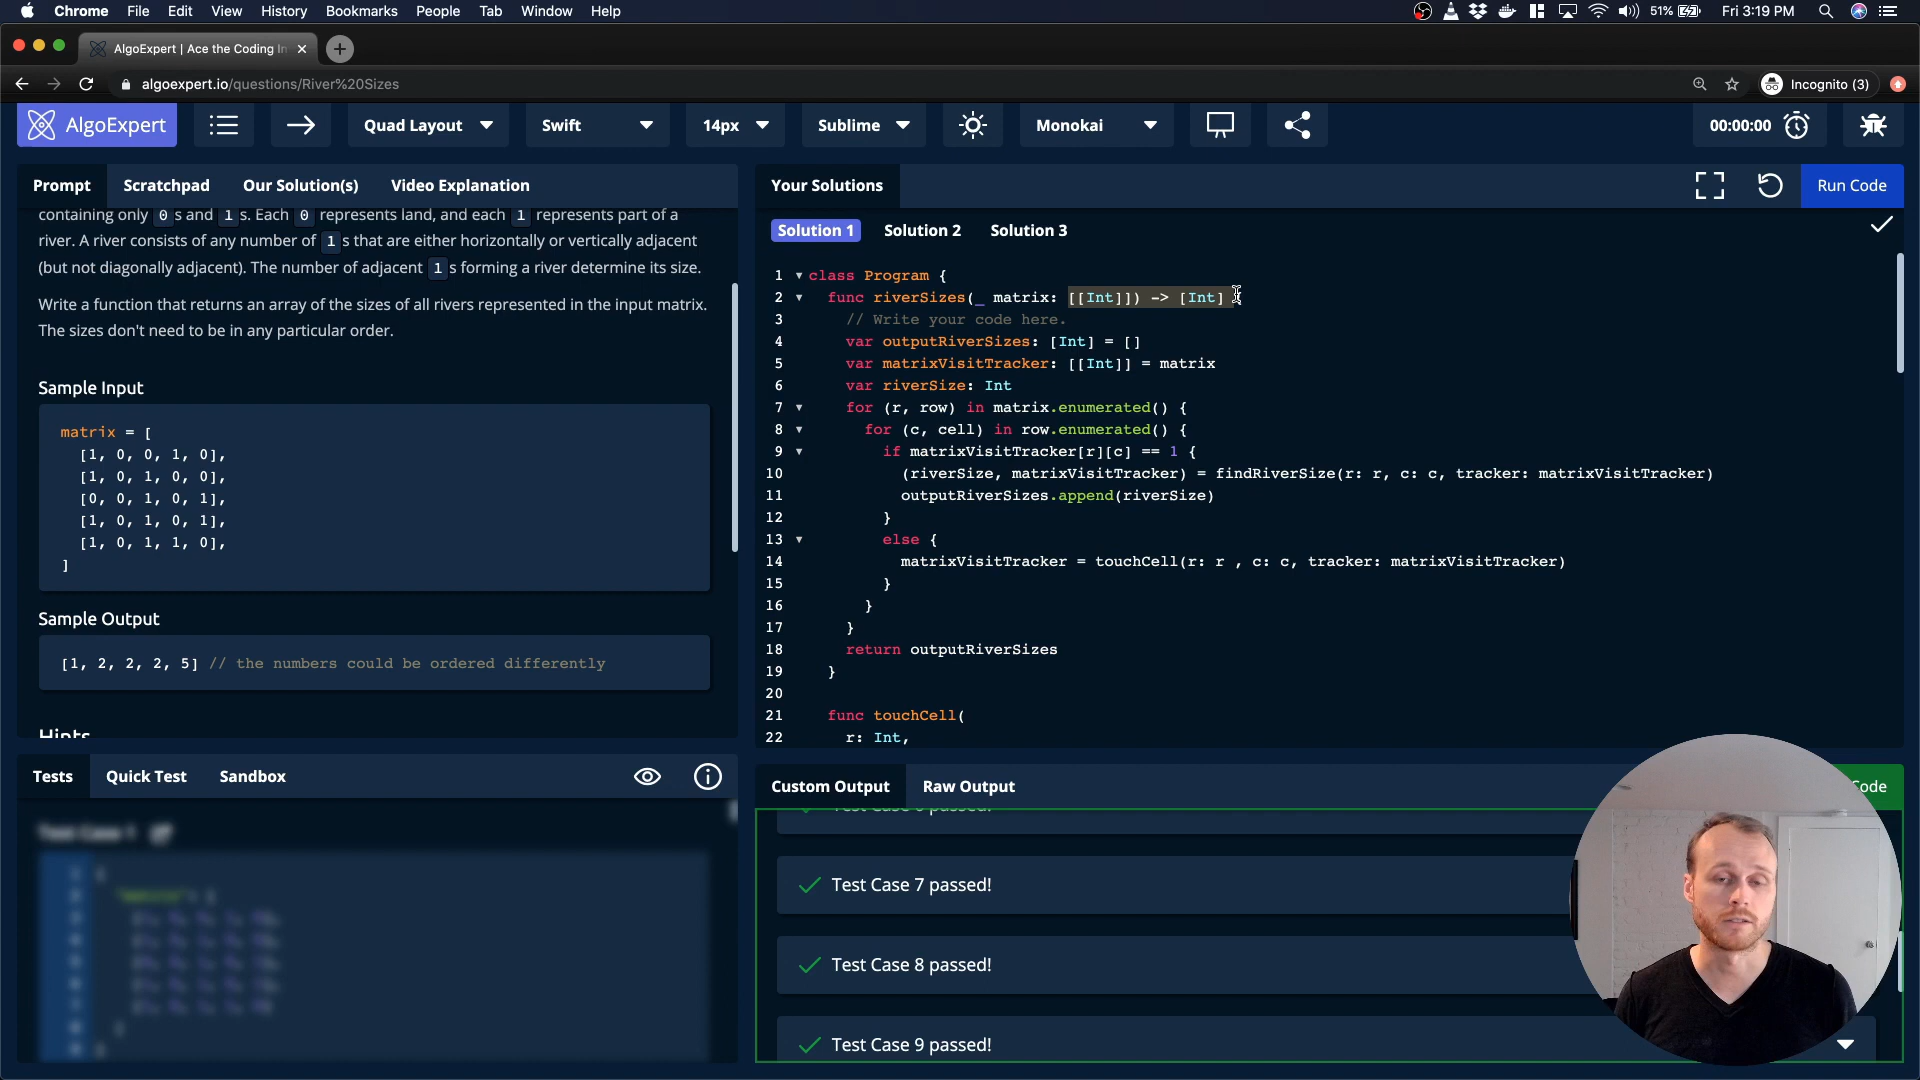 Chrome File Edit View History Bookmarks People Tab Window Help 51% Fri 3:19 PM
AlgoExpert | Ace the Coding In
algoexpert.io/questions/River%20Sizes Incognito (3)
AlgoExpert Quad Layout Swift 14px Sublime Monokai 00:00:00
Prompt Scratchpad Our Solution(s) Video Explanation
containing only 0 s and 1 s. Each 0 represents land, and each 1 represents part of a
river. A river consists of any number of 1 s that are either horizontally or vertically adjacent
(but not diagonally adjacent). The number of adjacent 1 s forming a river determine its size.
Write a function that returns an array of the sizes of all rivers represented in the input matrix.
The sizes don't need to be in any particular order.
Sample Input
matrix = [
[1, 0, 0, 1, 0],
[1, 0, 1, 0, 0],
[0, 0, 1, 0, 1],
[1, 0, 1, 0, 1],
[1, 0, 1, 1, 0],
]
Sample Output
[1, 2, 2, 2, 5] // the numbers could be ordered differently
Hints
Tests Quick Test Sandbox
Test Case 1
Your Solutions Run Code
Solution 1 Solution 2 Solution 3
1 class Program {
2 func riverSizes(_ matrix: [[Int]]) -> [Int]
3 // Write your code here.
4 var outputRiverSizes: [Int] = []
5 var matrixVisitTracker: [[Int]] = matrix
6 var riverSize: Int
7 for (r, row) in matrix.enumerated() {
8 for (c, cell) in row.enumerated() {
9 if matrixVisitTracker[r][c] == 1 {
10 (riverSize, matrixVisitTracker) = findRiverSize(r: r, c: c, tracker: matrixVisitTracker)
11 outputRiverSizes.append(riverSize)
12 }
13 else {
14 matrixVisitTracker = touchCell(r: r , c: c, tracker: matrixVisitTracker)
15 }
16 }
17 }
18 return outputRiverSizes
19 }
20
21 func touchCell(
22 r: Int,
Custom Output Raw Output Code
Test Case 7 passed!
Test Case 8 passed!
Test Case 9 passed!